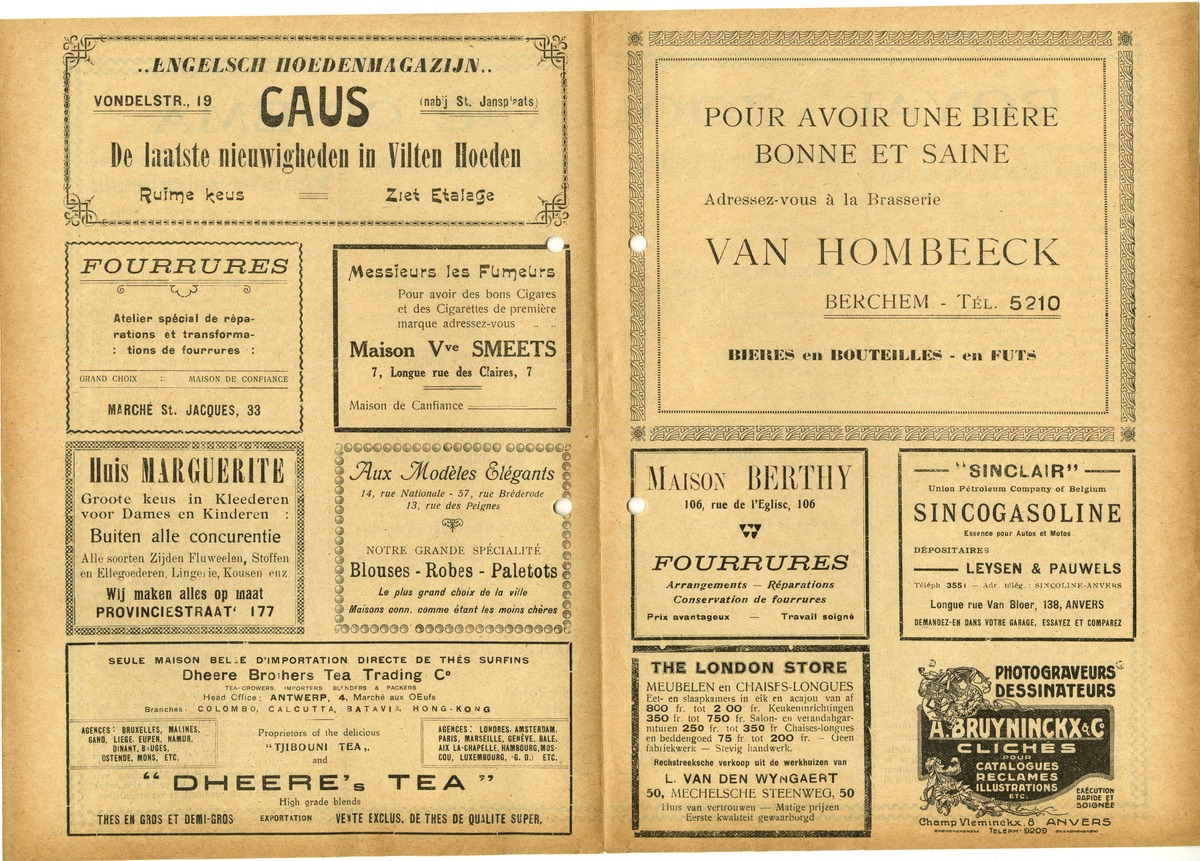 ..ENGELSCH HOEDENMAGAZIJN..
VONDELSTR., 19 CAUS (nabij St. Jansplaats)
De laatste nieuwigheden in Vilten Hoeden
Ruime keus Ziet Etalage
FOURRURES
Atelier spécial de répa-
rations et transforma-
: tions de fourrures :
GRAND CHOIX :: MAISON DE CONFIANCE
MARCHÉ St. JACQUES, 33
Messieurs les Fumeurs
Pour avoir des bons Cigares
et des Cigarettes de première
marque adressez-vous .. ..
Maison Vve SMEETS
7, Longue rue des Claires, 7
Maison de Canfiance
Huis MARGUERITE
Groote keus in Kleederen
voor Dames en Kinderen :
Buiten alle concurentie
Alle soorten Zijden Fluweelen, Stoffen
en Ellegoederen, Lingerie, Kousen enz
Wij maken alles op maat
PROVINCIESTRAAT' 177
Aux Modèles Elégants
14, rue Nationale - 57, rue Bréderode
13, rue des Peignes
NOTRE GRANDE SPÉCIALITÉ
Blouses - Robes - Paletots
Le plus grand choix de la ville
Maisons conn. comme étant les moins chères
SEULE MAISON BELGE D'IMPORTATION DIRECTE DE THÉS SURFINS
Dheere Brothers Tea Trading Co
TEA-GROWERS, IMPORTERS BLENDERS & PACKERS
Head Office: ANTWERP, 4, Marché aux OEufs
Branches: COLOMBO, CALCUTTA, BATAVIA, HONG-KONG
AGENCES: BRUXELLES, MALINES,
GAND, LIEGE, EUPEN, NAMUR,
DINANT, BRUGES,
OSTENDE, MONS, ETC,
Proprietors of the delicious
"TJIBOUNI TEA,,
and
AGENCES: LONDRES, AMSTERDAM,
PARIS, MARSEILLE, GENÉVE, BALE,
AIX LA-CHAPELLE, HAMBOURG, MOS-
COU, LUXEMBOURG, (G. D.) ETC.
"DHEERE's TEA"
High grade blends
THES EN GROS ET DEMI-GROS EXPORTATION VENTE EXCLUS, DE THES DE QUALITE SUPER,
POUR AVOIR UNE BIÈRE
BONNE ET SAINE
Adressez-vous à la Brasserie
VAN HOMBEECK
BERCHEM - TÉL. 5210
BIERES en BOUTEILLES - en FUTS
MAISON BERTHY
106, rue de l'Eglise, 106
FOURRURES
Arrangements — Réparations
Conservation de fourrures
Prix avantageux — Travail soigné
"SINCLAIR"
Union Pétroleum Company of Belgium
SINCOGASOLINE
Essence pour Autos et Motos
DÉPOSITAIRES
LEYSEN & PAUWELS
Téléph 3551 - Adr. télég.: SINCOLINE-ANVERS
Longue rue Van Bloer, 138, ANVERS
DEMANDEZ-EN DANS VOTRE GARAGE, ESSAYEZ ET COMPAREZ
THE LONDON STORE
MEUBELEN en CHAISES-LONGUES
Eet- en slaapkamers in eik en acajou van af
800 fr. tot 2 00 fr. Keukeninrichtingen
350 fr. tot 750 fr. Salon- en verandahgar-
nituren 250 fr. tot 350 fr Chaises-longues
en beddengoed 75 fr tot 200 fr. - Geen
fabriekwerk — Stevig handwerk.
Rechstreeksche verkoop uit de werkhuizen van
L. VAN DEN WYNGAERT
50, MECHELSCHE STEENWEG, 50
Huis van vertrouwen — Matige prijzen
Eerste kwaliteit gewaarborgd
PHOTOGRAVEURS
DESSINATEURS
A. BRUYNINCKX & Co
CLICHÉS
POUR
CATALOGUES
RECLAMES
ILLUSTRATIONS
ETC.
EXÉCUTION
RAPIDE ET
SOIGNÉE
Champ Vleminckx. 8 ANVERS
TELEPH. 9209